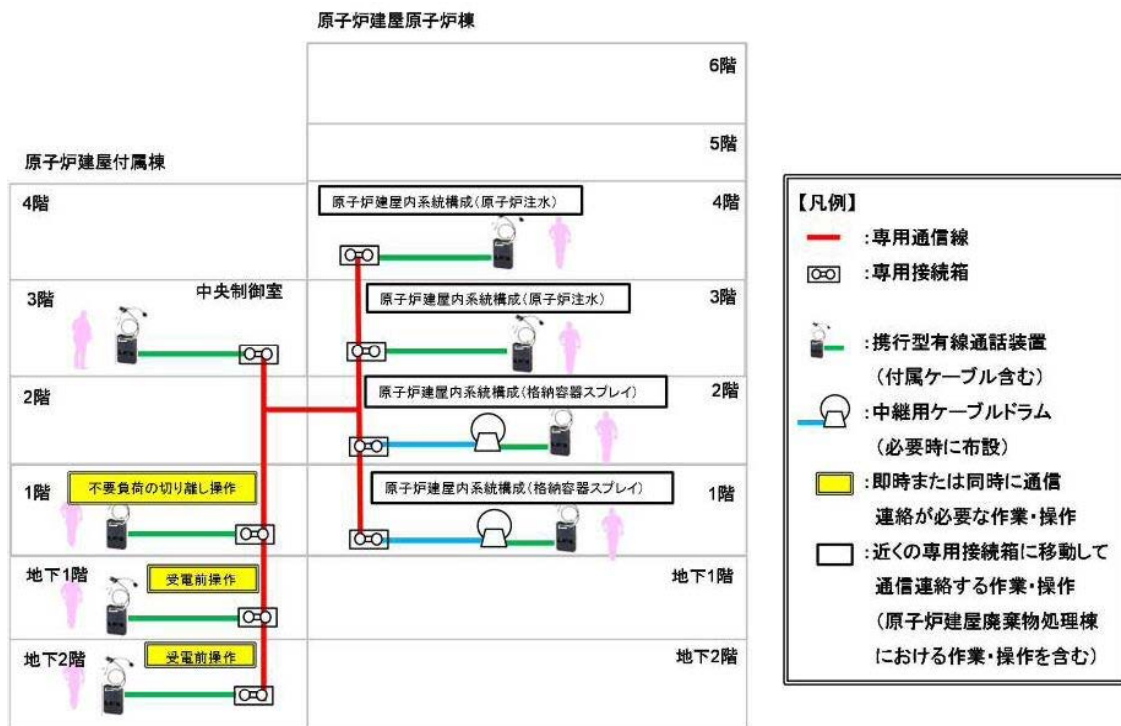 原子炉建屋原子炉棟
6階
5階
原子炉建屋付属棟
4階
原子炉建屋内系統構成(原子炉注水)
4階
3階
中央制御室
原子炉建屋内系統構成(原子炉注水)
3階
2階
原子炉建屋内系統構成(格納容器スプレイ)
2階
1階
不要負荷の切り離し操作
原子炉建屋内系統構成(格納容器スプレイ)
1階
地下1階
受電前操作
地下1階
地下2階
受電前操作
地下2階
【凡例】
:専用通信線
:専用接続箱
:携行型有線通話装置
(付属ケーブル含む)
:中継用ケーブルドラム
(必要時に布設)
:即時または同時に通信
連絡が必要な作業・操作
:近くの専用接続箱に移動して
通信連絡する作業・操作
(原子炉建屋廃棄物処理棟
における作業・操作を含む)